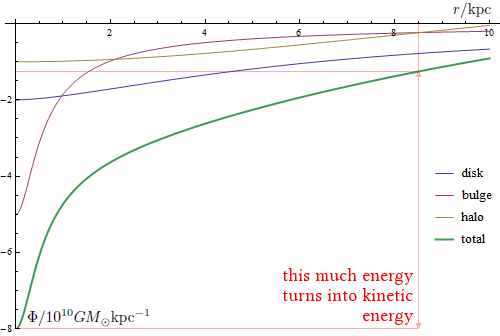 r/kpc
2 4 6 8 10
−2
−4
−6
−8
disk
bulge
halo
total
this much energy
turns into kinetic
energy
Φ/10¹⁰GM☉kpc⁻¹